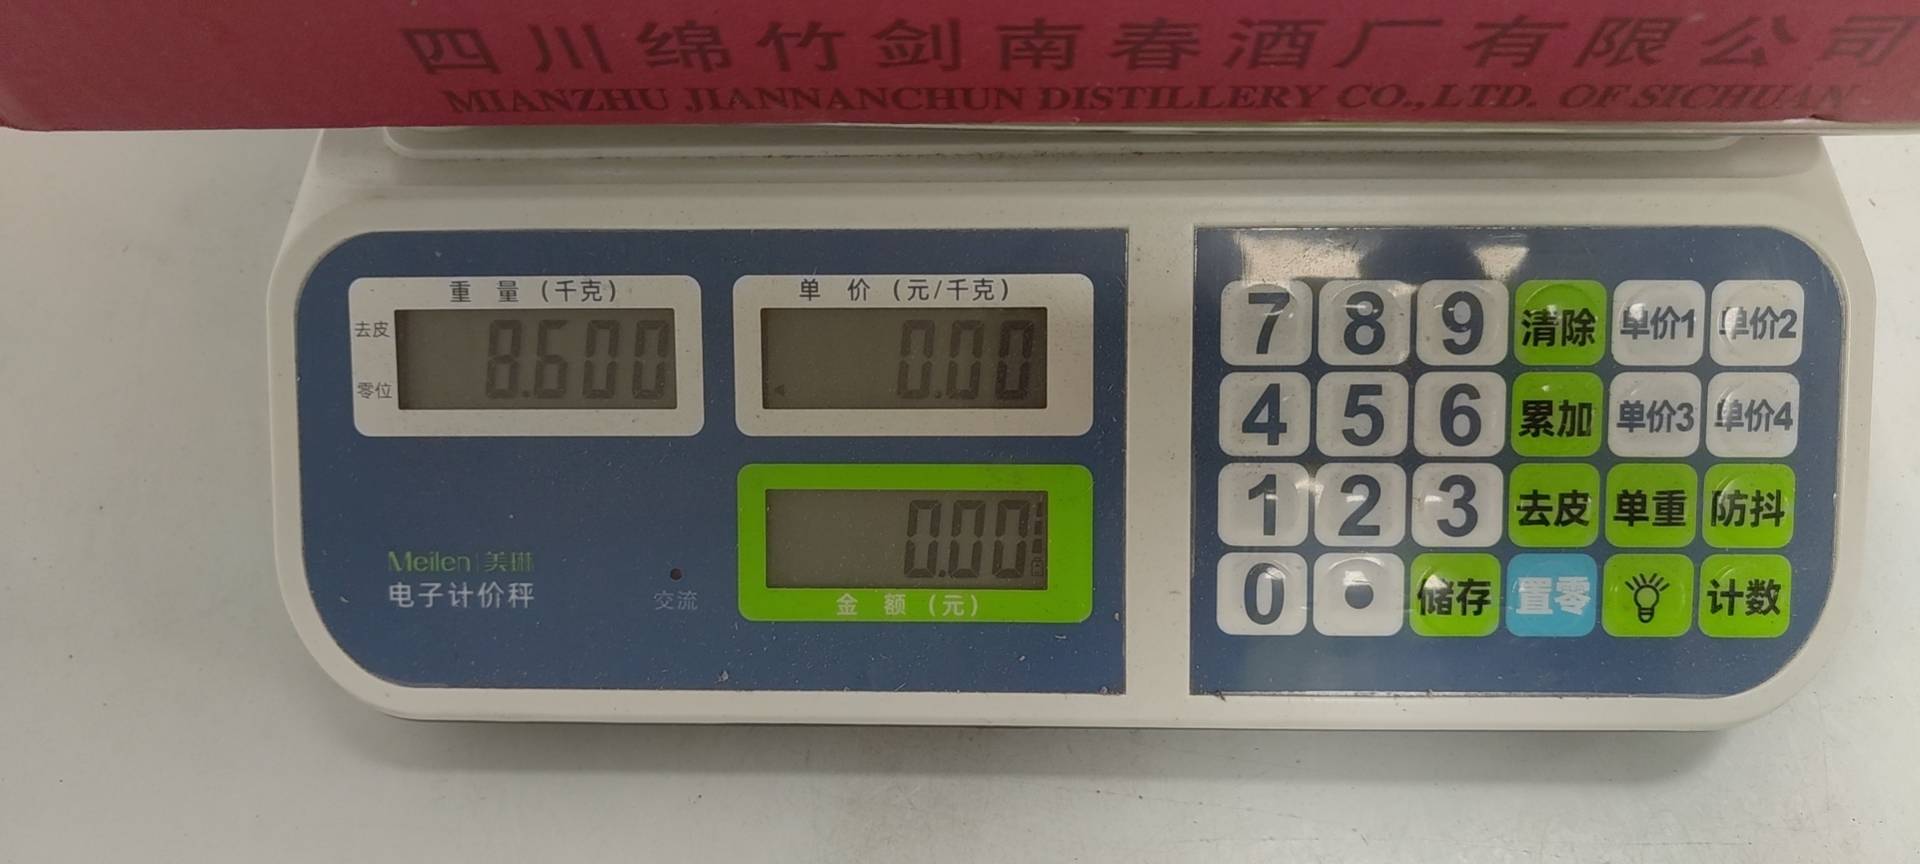 四川绵竹剑南春酒厂有限公司
MIANZHU JIANNANCHUN DISTILLERY CO.,LTD. OF SICHUAN
重 量 (千克)
去皮
零位
8.600
单 价 (元/千克)
0.00
0.00
金 额 (元)
Meilen 美琳
电子计价秤
交流
7 8 9 清除 单价1 单价2
4 5 6 累加 单价3 单价4
1 2 3 去皮 单重 防抖
0 • 储存 置零 计数